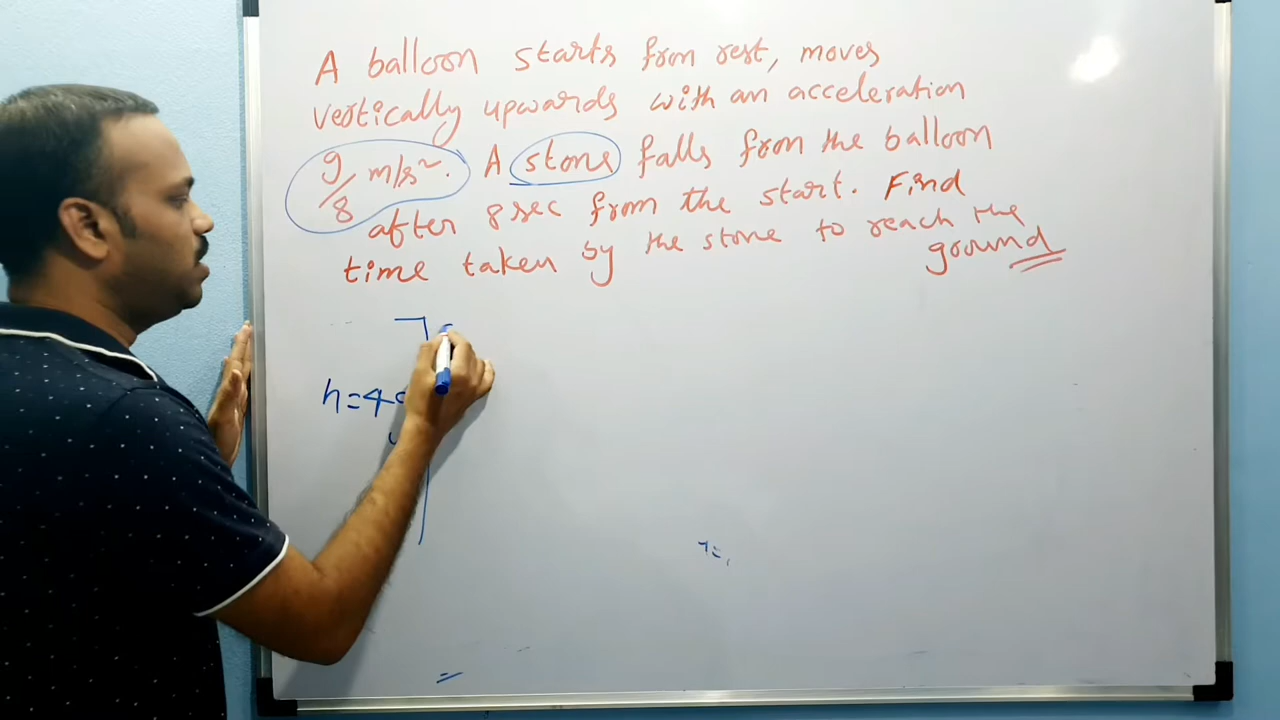 A balloon starts from rest, moves
vertically upwards with an acceleration
g/8 m/s². A stone falls from the balloon
after 8 sec from the start. Find
time taken by the stone to reach the
ground
h=4